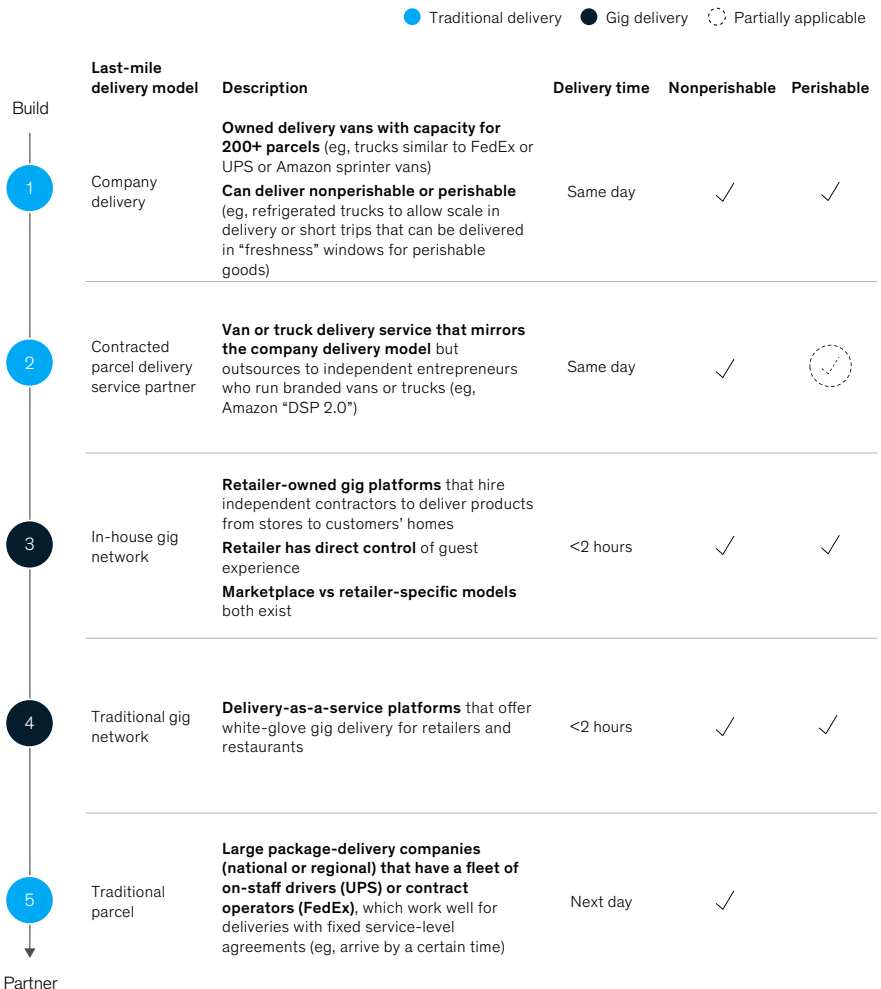 Traditional delivery Gig delivery Partially applicable
Last-mile
delivery model Description Delivery time Nonperishable Perishable
Build
1
Company
delivery
Owned delivery vans with capacity for
200+ parcels (eg, trucks similar to FedEx or
UPS or Amazon sprinter vans)
Can deliver nonperishable or perishable
(eg, refrigerated trucks to allow scale in
delivery or short trips that can be delivered
in “freshness” windows for perishable
goods)
Same day
2
Contracted
parcel delivery
service partner
Van or truck delivery service that mirrors
the company delivery model but
outsources to independent entrepreneurs
who run branded vans or trucks (eg,
Amazon “DSP 2.0”)
Same day
3
In-house gig
network
Retailer-owned gig platforms that hire
independent contractors to deliver products
from stores to customers’ homes
Retailer has direct control of guest
experience
Marketplace vs retailer-specific models
both exist
<2 hours
4
Traditional gig
network
Delivery-as-a-service platforms that offer
white-glove gig delivery for retailers and
restaurants
<2 hours
5
Traditional
parcel
Large package-delivery companies
(national or regional) that have a fleet of
on-staff drivers (UPS) or contract
operators (FedEx), which work well for
deliveries with fixed service-level
agreements (eg, arrive by a certain time)
Next day
Partner